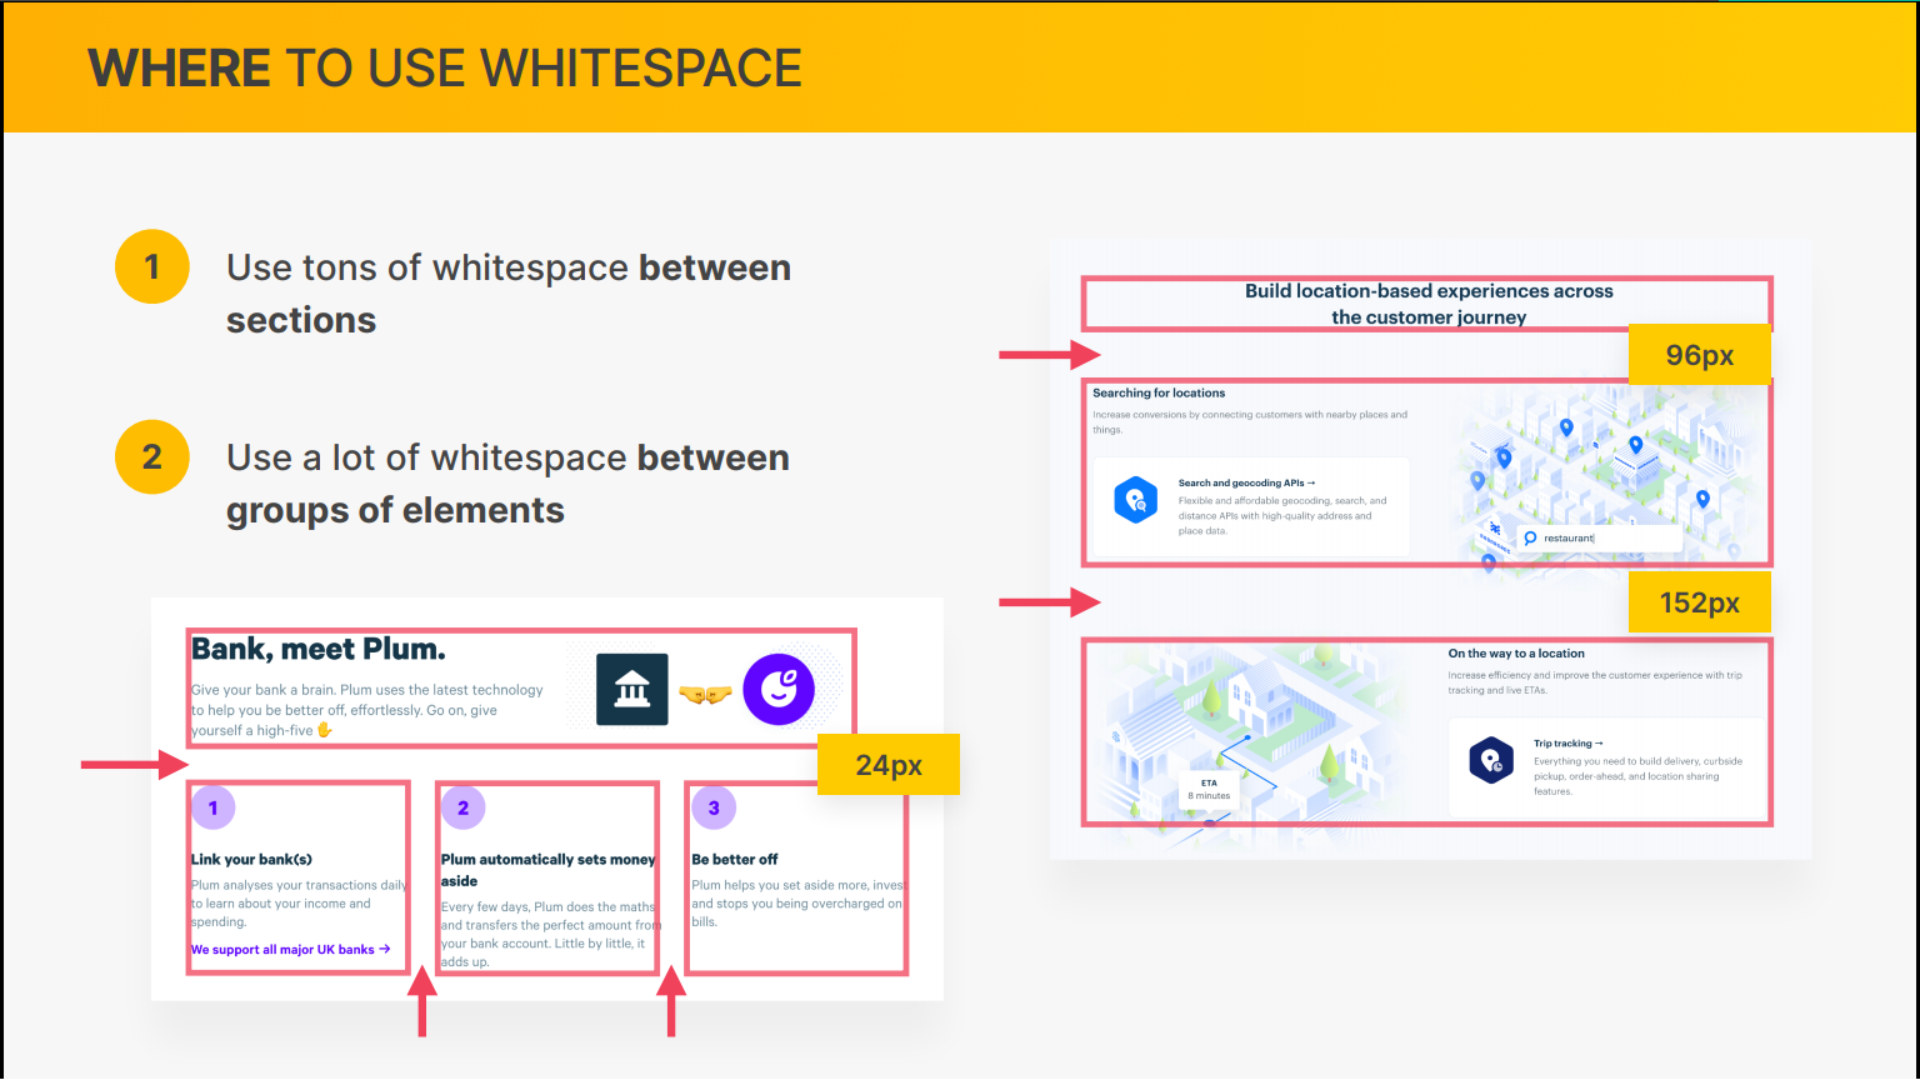 WHERE TO USE WHITESPACE
1
Use tons of whitespace between
sections
2
Use a lot of whitespace between
groups of elements
Bank, meet Plum.
Give your bank a brain. Plum uses the latest technology
to help you be better off, effortlessly. Go on, give
yourself a high-five ✋
24px
1
Link your bank(s)
Plum analyses your transactions daily
to learn about your income and
spending.
We support all major UK banks →
2
Plum automatically sets money
aside
Every few days, Plum does the maths
and transfers the perfect amount from
your bank account. Little by little, it
adds up.
3
Be better off
Plum helps you set aside more, invest
and stops you being overcharged on
bills.
Build location-based experiences across
the customer journey
96px
Searching for locations
Increase conversions by connecting customers with nearby places and
things.
Search and geocoding APIs →
Flexible and affordable geocoding, search, and
distance APIs with high-quality address and
place data.
restaurant
152px
On the way to a location
Increase efficiency and improve the customer experience with trip
tracking and live ETAs.
Trip tracking →
Everything you need to build delivery, curbside
pickup, order-ahead, and location sharing
features.
ETA
8 minutes